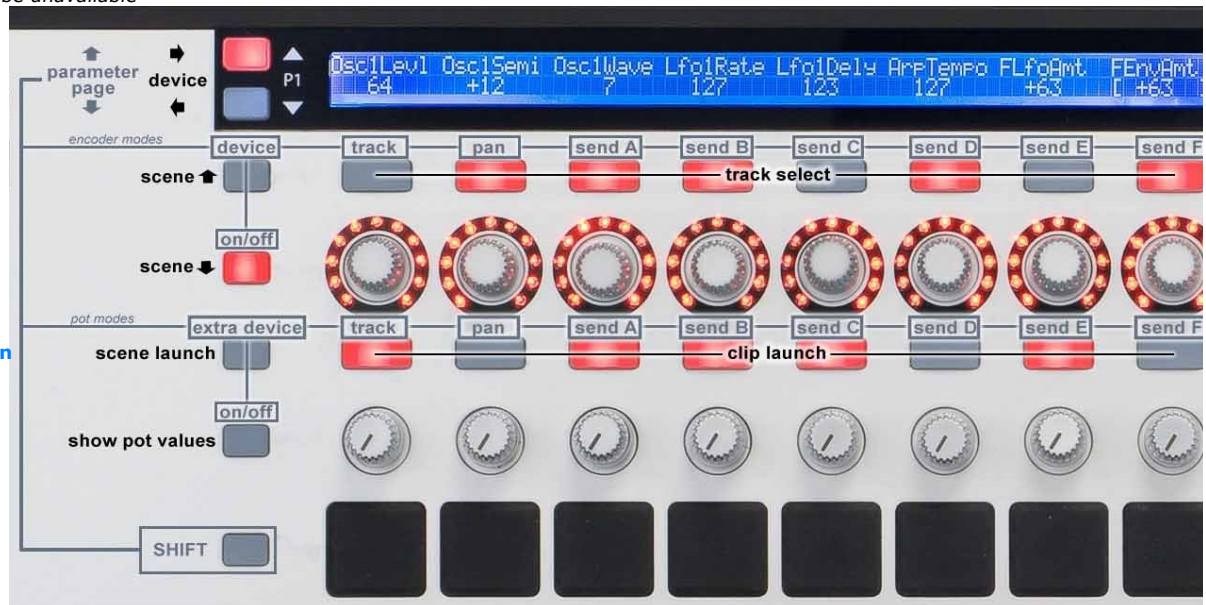 be unavailable
parameter
page
device
P1
Osc1Levl Osc1Semi Osc1Wave Lfo1Rate Lfo1Dely ArpTempo FLfoAmt FEnvAmt
64 +12 7 127 123 127 +63 [ +63
encoder modes
device track pan send A send B send C send D send E send F
scene
track select
on/off
scene
pot modes
extra device track pan send A send B send C send D send E send F
n
scene launch
clip launch
on/off
show pot values
SHIFT